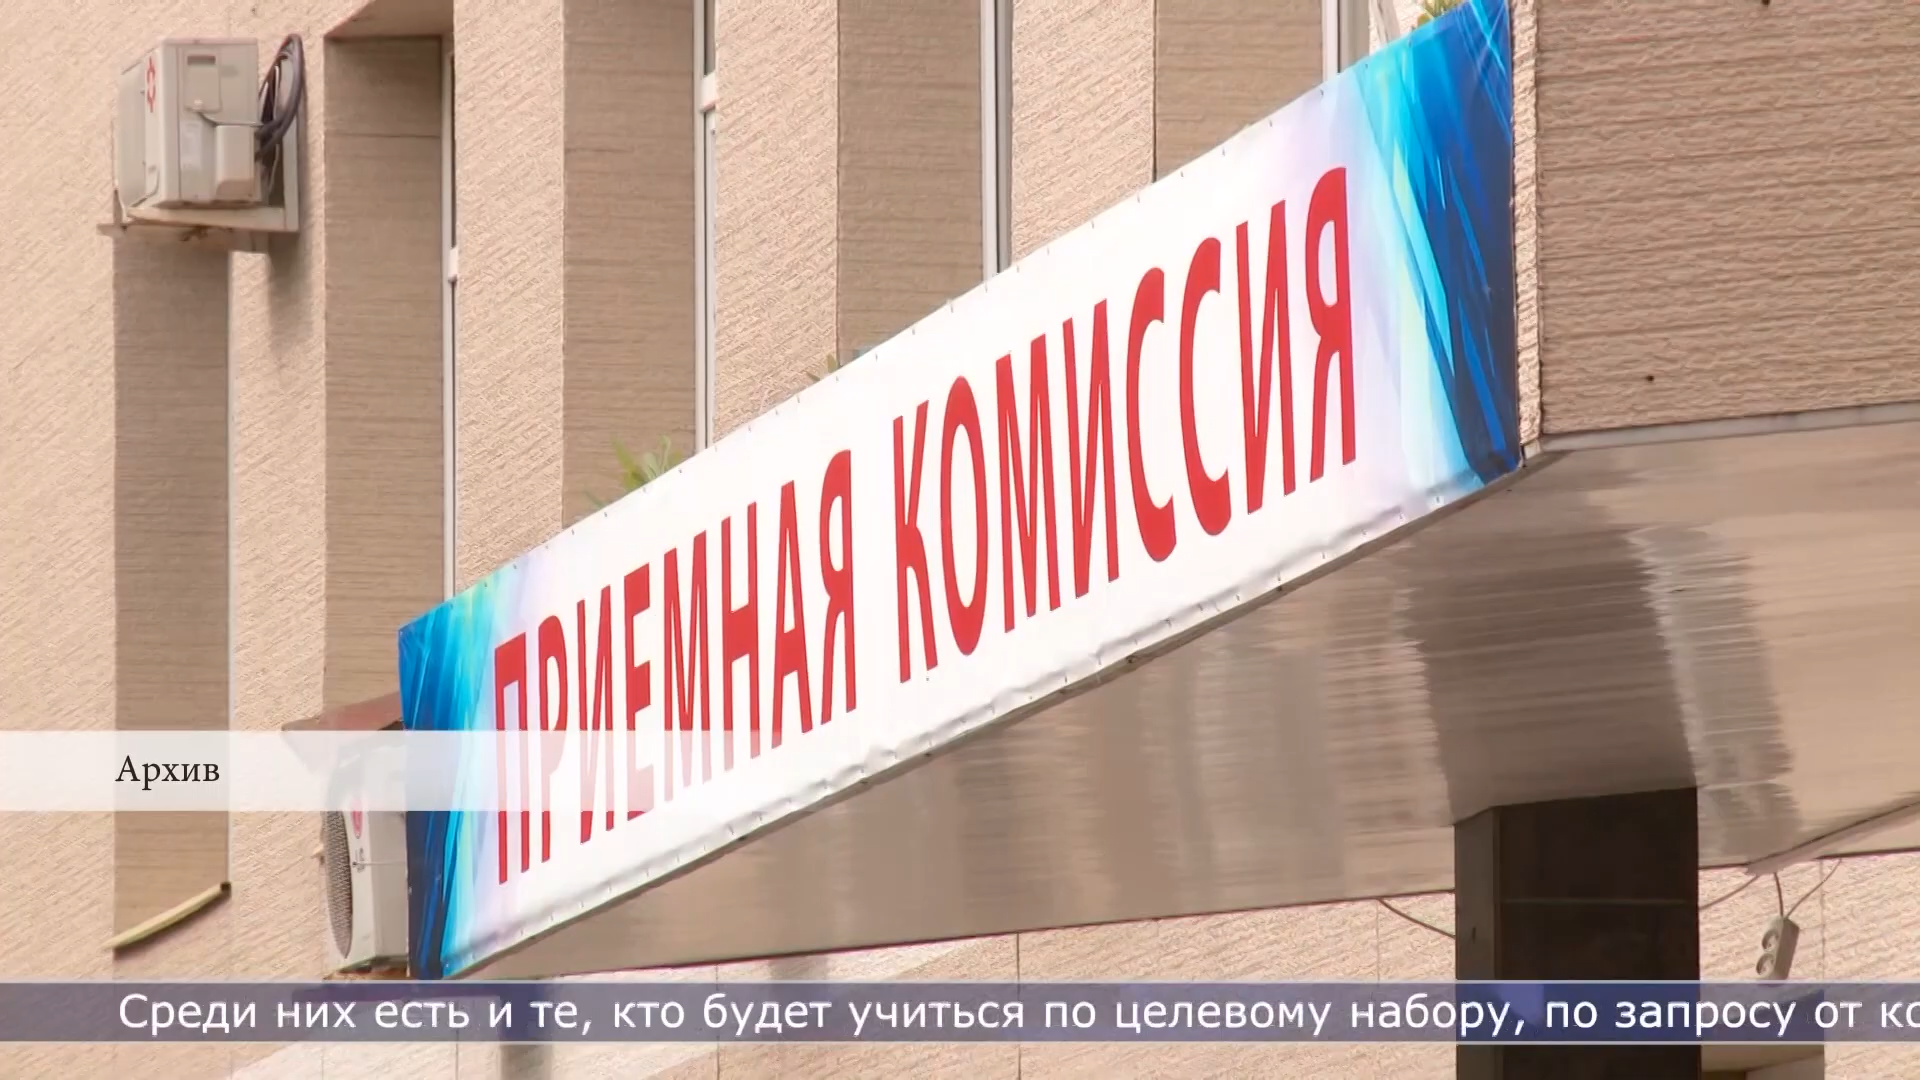 ПРИЕМНАЯ КОМИССИЯ
Архив
Среди них есть и те, кто будет учиться по целевому набору, по запросу от